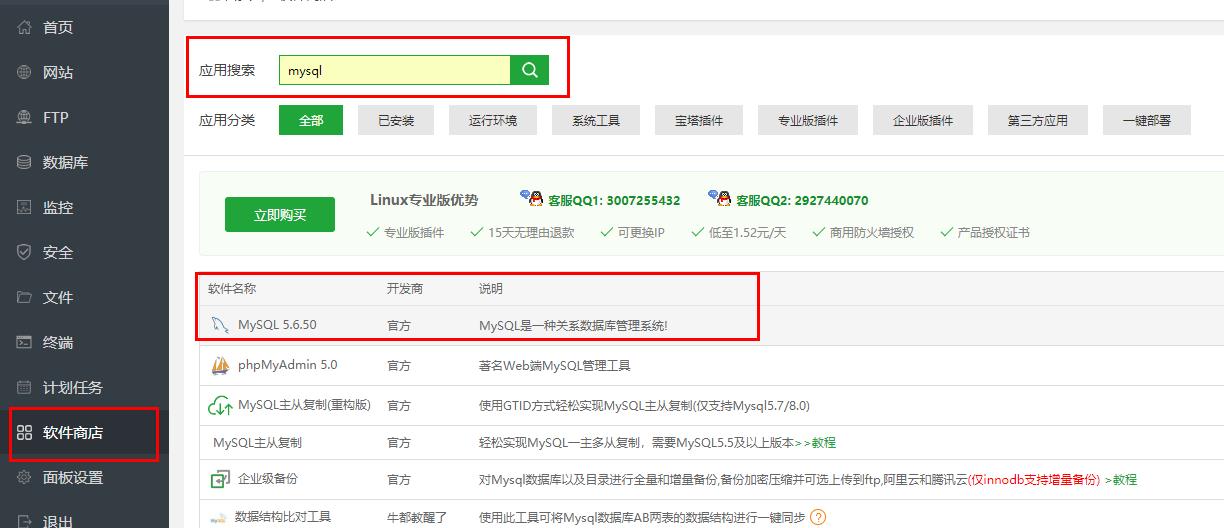 首页
网站
FTP
数据库
监控
安全
文件
终端
计划任务
软件商店
面板设置
退出
应用搜索 mysql
应用分类 全部 已安装 运行环境 系统工具 宝塔插件 专业版插件 企业版插件 第三方应用 一键部署
立即购买
Linux专业版优势 客服QQ1: 3007255432 客服QQ2: 2927440070
专业版插件 15天无理由退款 可更换IP 低至1.52元/天 商用防火墙授权 产品授权证书
软件名称 开发商 说明
MySQL 5.6.50 官方 MySQL是一种关系数据库管理系统!
phpMyAdmin 5.0 官方 著名Web端MySQL管理工具
MySQL主从复制(重构版) 官方 使用GTID方式轻松实现MySQL主从复制(仅支持Mysql5.7/8.0)
MySQL主从复制 官方 轻松实现MySQL一主多从复制，需要MySQL5.5及以上版本>>教程
企业级备份 官方 对Mysql数据库以及目录进行全量和增量备份,备份加密压缩并可选上传到ftp,阿里云和腾讯云(仅innodb支持增量备份) >教程
数据结构比对工具 牛都教醒了 使用此工具可将Mysql数据库AB两表的数据结构进行一键同步 ?